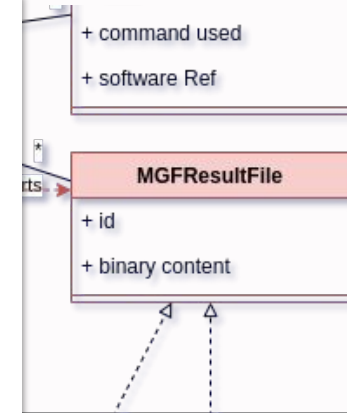 + command used
+ software Ref
*
MGFResultFile
rts
+ id
+ binary content